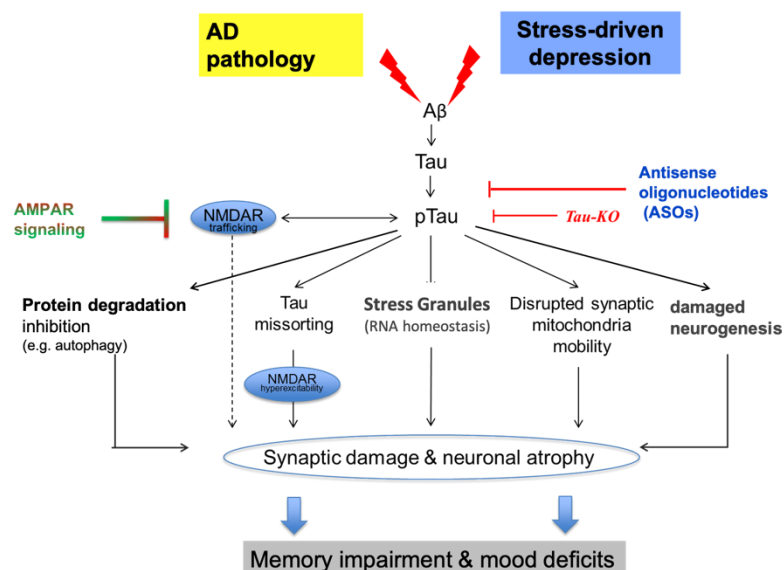 AD
pathology
Stress-driven
depression
Aβ
Tau
pTau
Antisense
oligonucleotides
(ASOs)
Tau-KO
AMPAR
signaling
NMDAR
trafficking
Protein degradation
inhibition
(e.g. autophagy)
Tau
missorting
Stress Granules
(RNA homeostasis)
Disrupted synaptic
mitochondria
mobility
damaged
neurogenesis
NMDAR
hyperexcitability
Synaptic damage & neuronal atrophy
Memory impairment & mood deficits